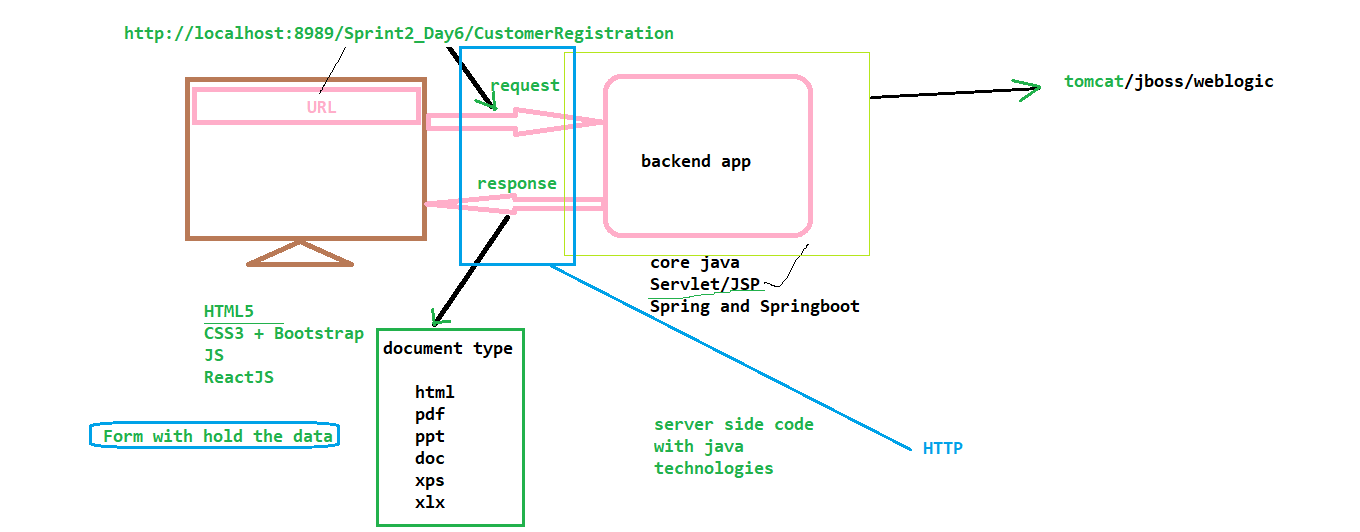 http://localhost:8989/Sprint2_Day6/CustomerRegistration
request
URL
tomcat/jboss/weblogic
backend app
response
core java
Servlet/JSP
Spring and Springboot
HTML5
CSS3 + Bootstrap
JS
ReactJS
document type
html
pdf
ppt
doc
xps
xlx
Form with hold the data
server side code
with java
technologies
HTTP